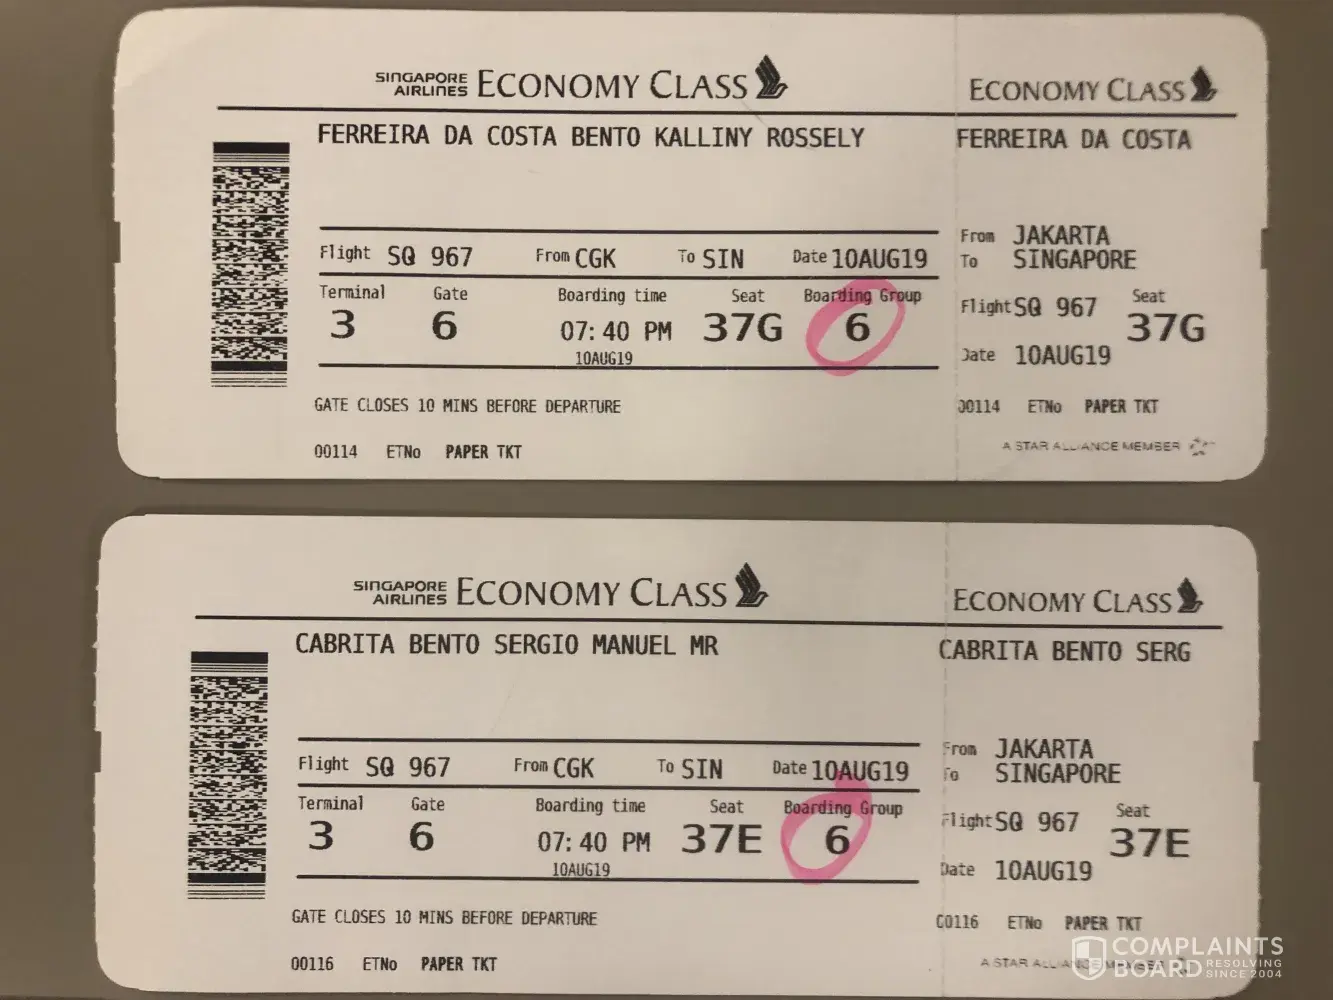 SINGAPORE AIRLINES ECONOMY CLASS
ECONOMY CLASS
FERREIRA DA COSTA BENTO KALLINY ROSSELY
FERREIRA DA COSTA
Flight SQ 967 From CGK To SIN Date 10AUG19
Terminal Gate Boarding time Seat Boarding Group
3 6 07:40 PM 37G 6
10AUG19
GATE CLOSES 10 MINS BEFORE DEPARTURE
00114 ETNo PAPER TKT
From JAKARTA
To SINGAPORE
Flight SQ 967 Seat
37G
Date 10AUG19
00114 ETNo PAPER TKT
A STAR ALLIANCE MEMBER
SINGAPORE AIRLINES ECONOMY CLASS
ECONOMY CLASS
CABRITA BENTO SERGIO MANUEL MR
CABRITA BENTO SERG
Flight SQ 967 From CGK To SIN Date 10AUG19
Terminal Gate Boarding time Seat Boarding Group
3 6 07:40 PM 37E 6
10AUG19
GATE CLOSES 10 MINS BEFORE DEPARTURE
00116 ETNo PAPER TKT
From JAKARTA
To SINGAPORE
Flight SQ 967 Seat
37E
Date 10AUG19
00116 ETNo PAPER TKT
A STAR ALLIANCE MEMBER
COMPLAINTS
BOARD RESOLVING SINCE 2004